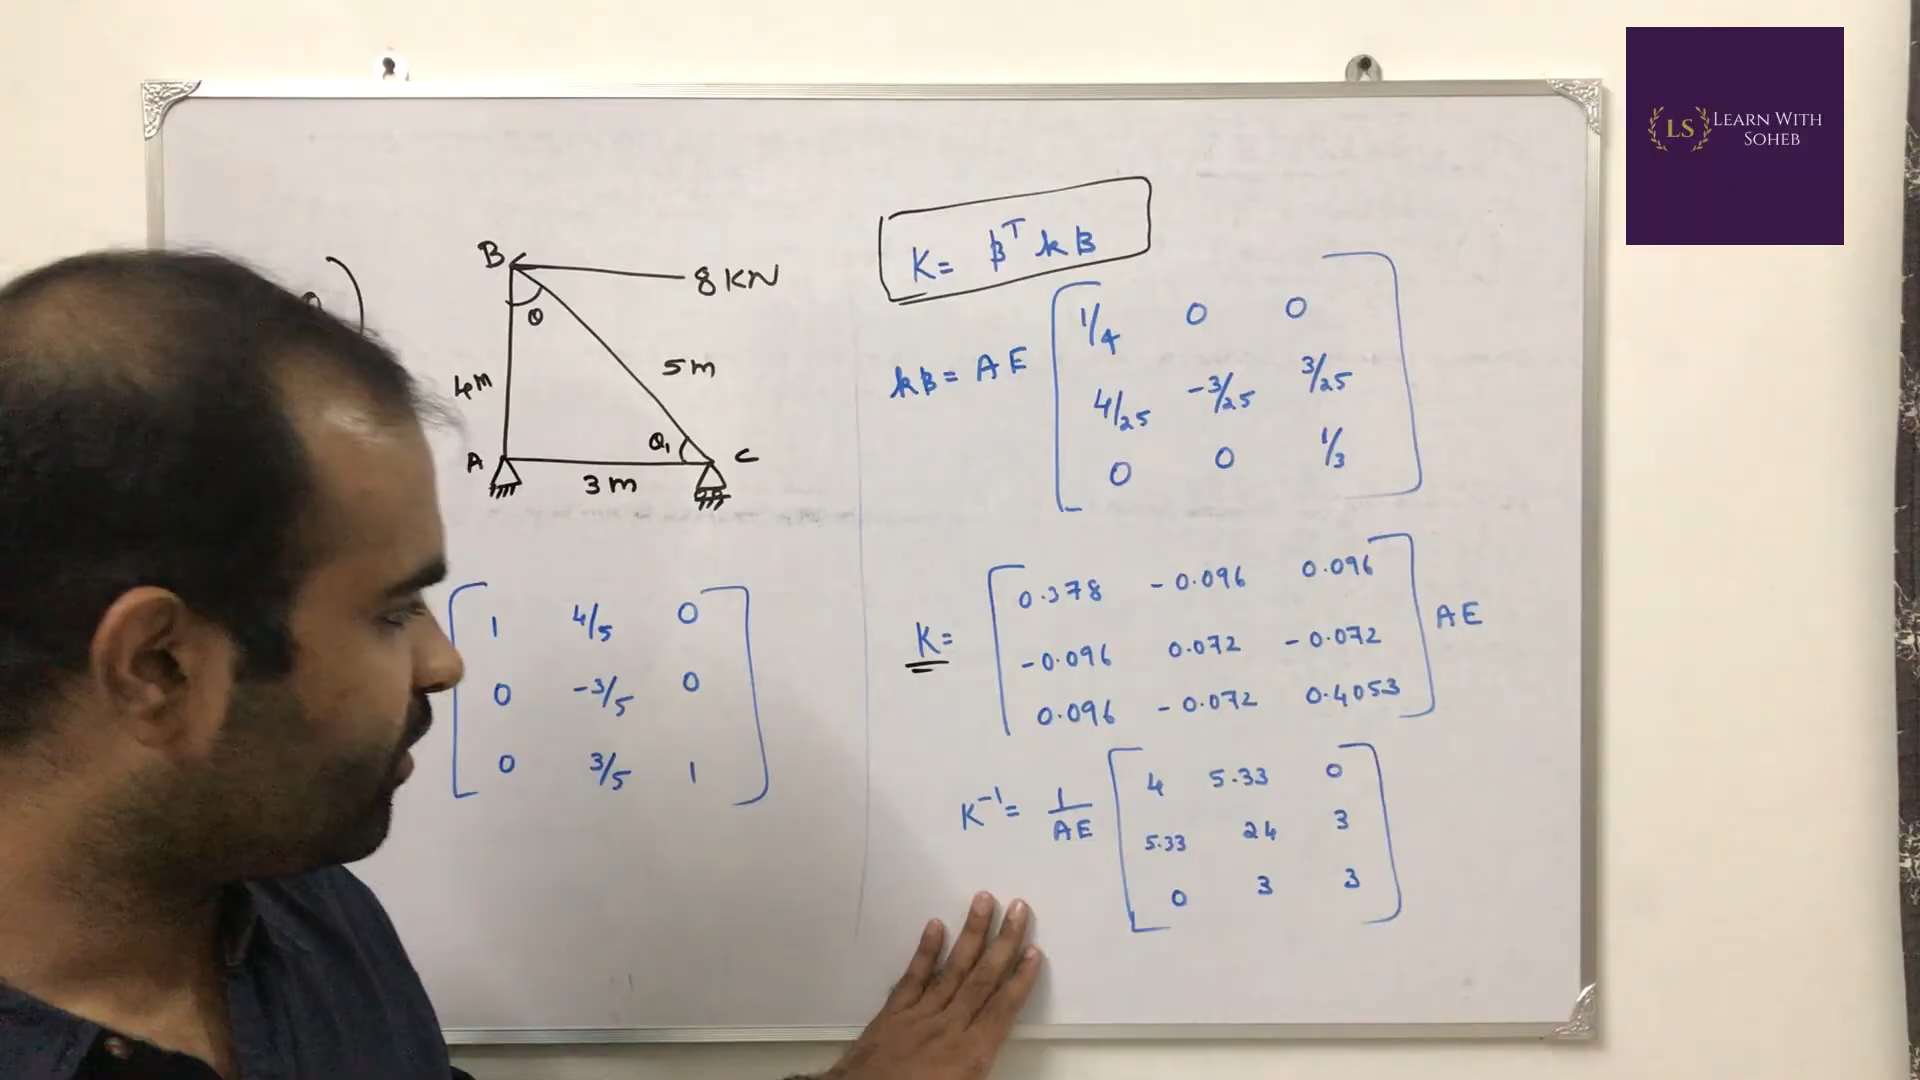 LS LEARN WITH
SOHEB
B
8 KN
θ
4m
5m
A
θ₁
C
3 m
1 4/5 0
0 -3/5 0
0 3/5 1
K= B^T k B
kB = AE
1/4 0 0
4/25 -3/25 3/25
0 0 1/3
K=
0.378 - 0.096 0.096
-0.096 0.072 - 0.072
0.096 - 0.072 0.4053
AE
K⁻¹= 1/AE
4 5.33 0
5.33 24 3
0 3 3